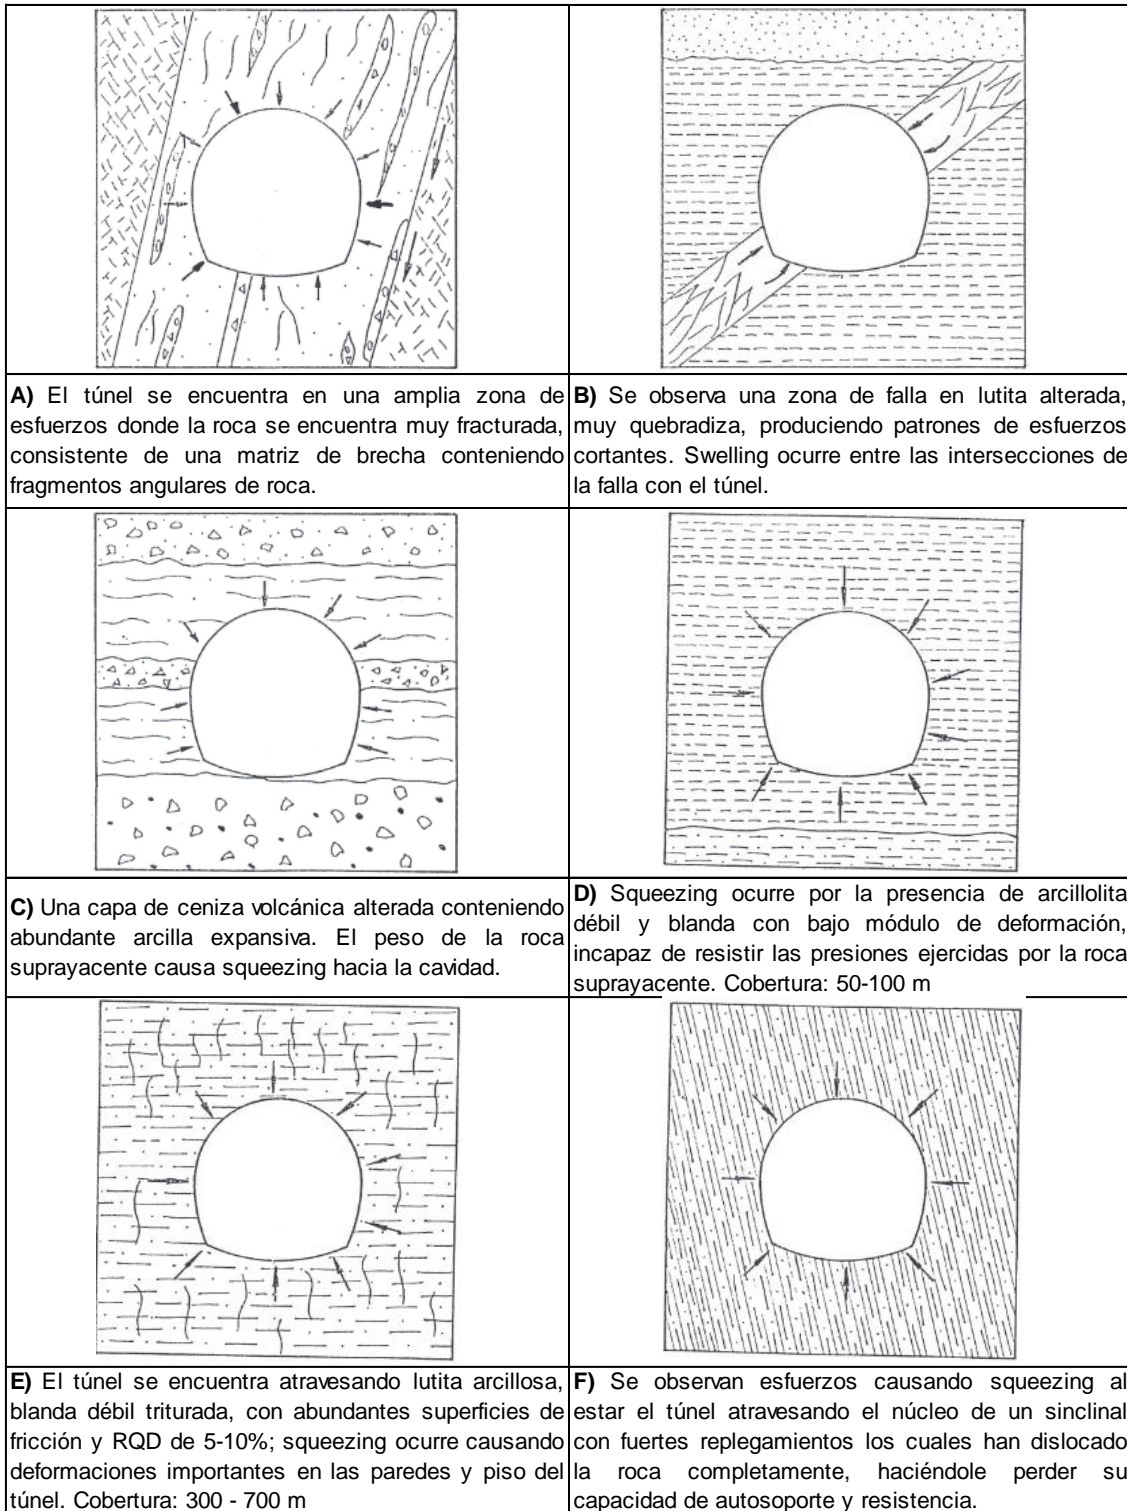 A) El túnel se encuentra en una amplia zona de
esfuerzos donde la roca se encuentra muy fracturada,
consistente de una matriz de brecha conteniendo
fragmentos angulares de roca.
B) Se observa una zona de falla en lutita alterada,
muy quebradiza, produciendo patrones de esfuerzos
cortantes. Swelling ocurre entre las intersecciones de
la falla con el túnel.
C) Una capa de ceniza volcánica alterada conteniendo
abundante arcilla expansiva. El peso de la roca
suprayacente causa squeezing hacia la cavidad.
D) Squeezing ocurre por la presencia de arcillolita
débil y blanda con bajo módulo de deformación,
incapaz de resistir las presiones ejercidas por la roca
suprayacente. Cobertura: 50-100 m
E) El túnel se encuentra atravesando lutita arcillosa,
blanda débil triturada, con abundantes superficies de
fricción y RQD de 5-10%; squeezing ocurre causando
deformaciones importantes en las paredes y piso del
túnel. Cobertura: 300 - 700 m
F) Se observan esfuerzos causando squeezing al
estar el túnel atravesando el núcleo de un sinclinal
con fuertes replegamientos los cuales han dislocado
la roca completamente, haciéndole perder su
capacidad de autosoporte y resistencia.